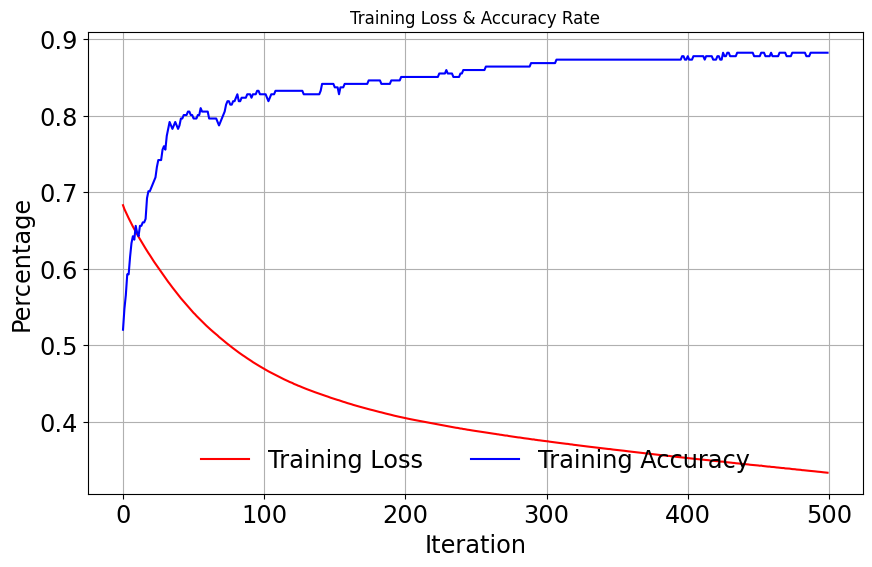 Training Loss & Accuracy Rate
0.9
0.8
0.7
0.6
0.5
0.4
Percentage
Training Loss
Training Accuracy
0 100 200 300 400 500
Iteration